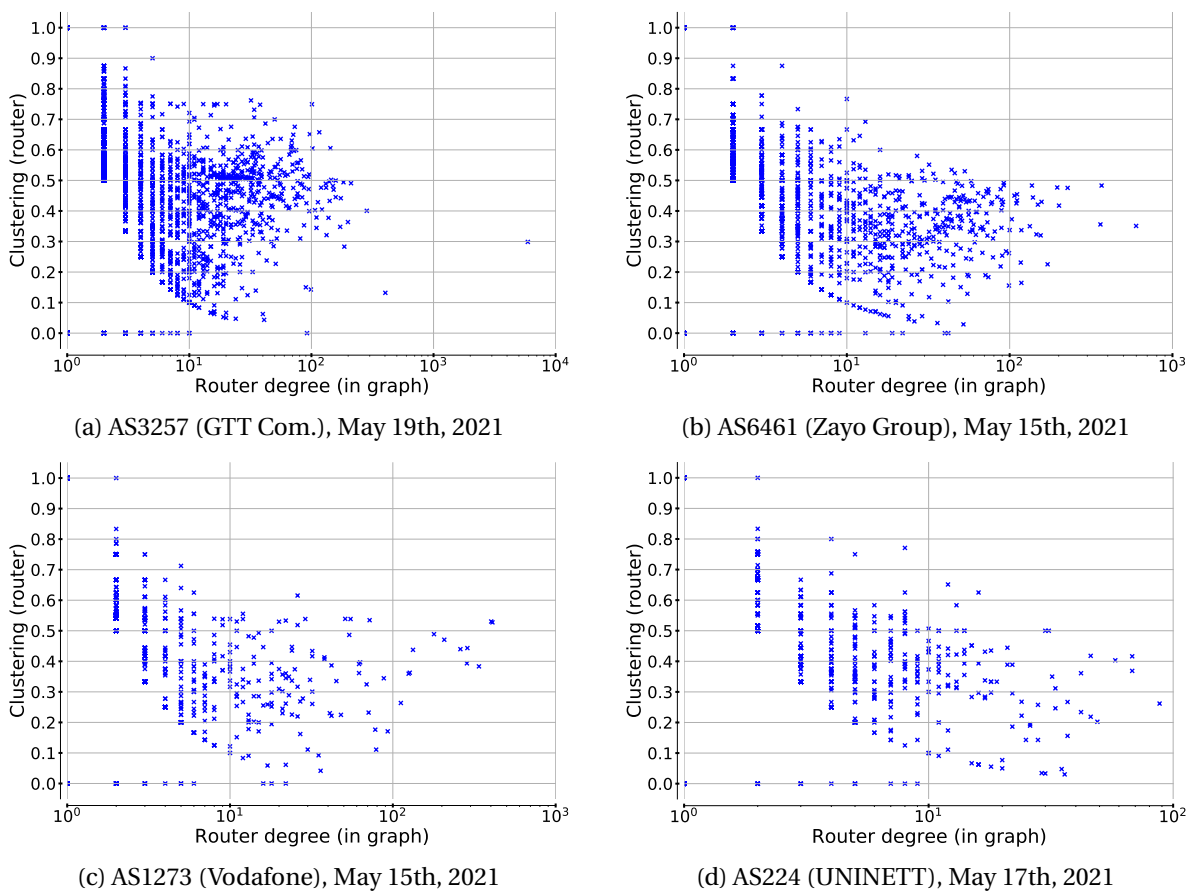 1.0
0.9
0.8
0.7
0.6
0.5
0.4
0.3
0.2
0.1
0.0
Clustering (router)
10^0 10^1 10^2 10^3 10^4
Router degree (in graph)
(a) AS3257 (GTT Com.), May 19th, 2021
1.0
0.9
0.8
0.7
0.6
0.5
0.4
0.3
0.2
0.1
0.0
Clustering (router)
10^0 10^1 10^2 10^3
Router degree (in graph)
(b) AS6461 (Zayo Group), May 15th, 2021
1.0
0.9
0.8
0.7
0.6
0.5
0.4
0.3
0.2
0.1
0.0
Clustering (router)
10^0 10^1 10^2 10^3
Router degree (in graph)
(c) AS1273 (Vodafone), May 15th, 2021
1.0
0.9
0.8
0.7
0.6
0.5
0.4
0.3
0.2
0.1
0.0
Clustering (router)
10^0 10^1 10^2
Router degree (in graph)
(d) AS224 (UNINETT), May 17th, 2021